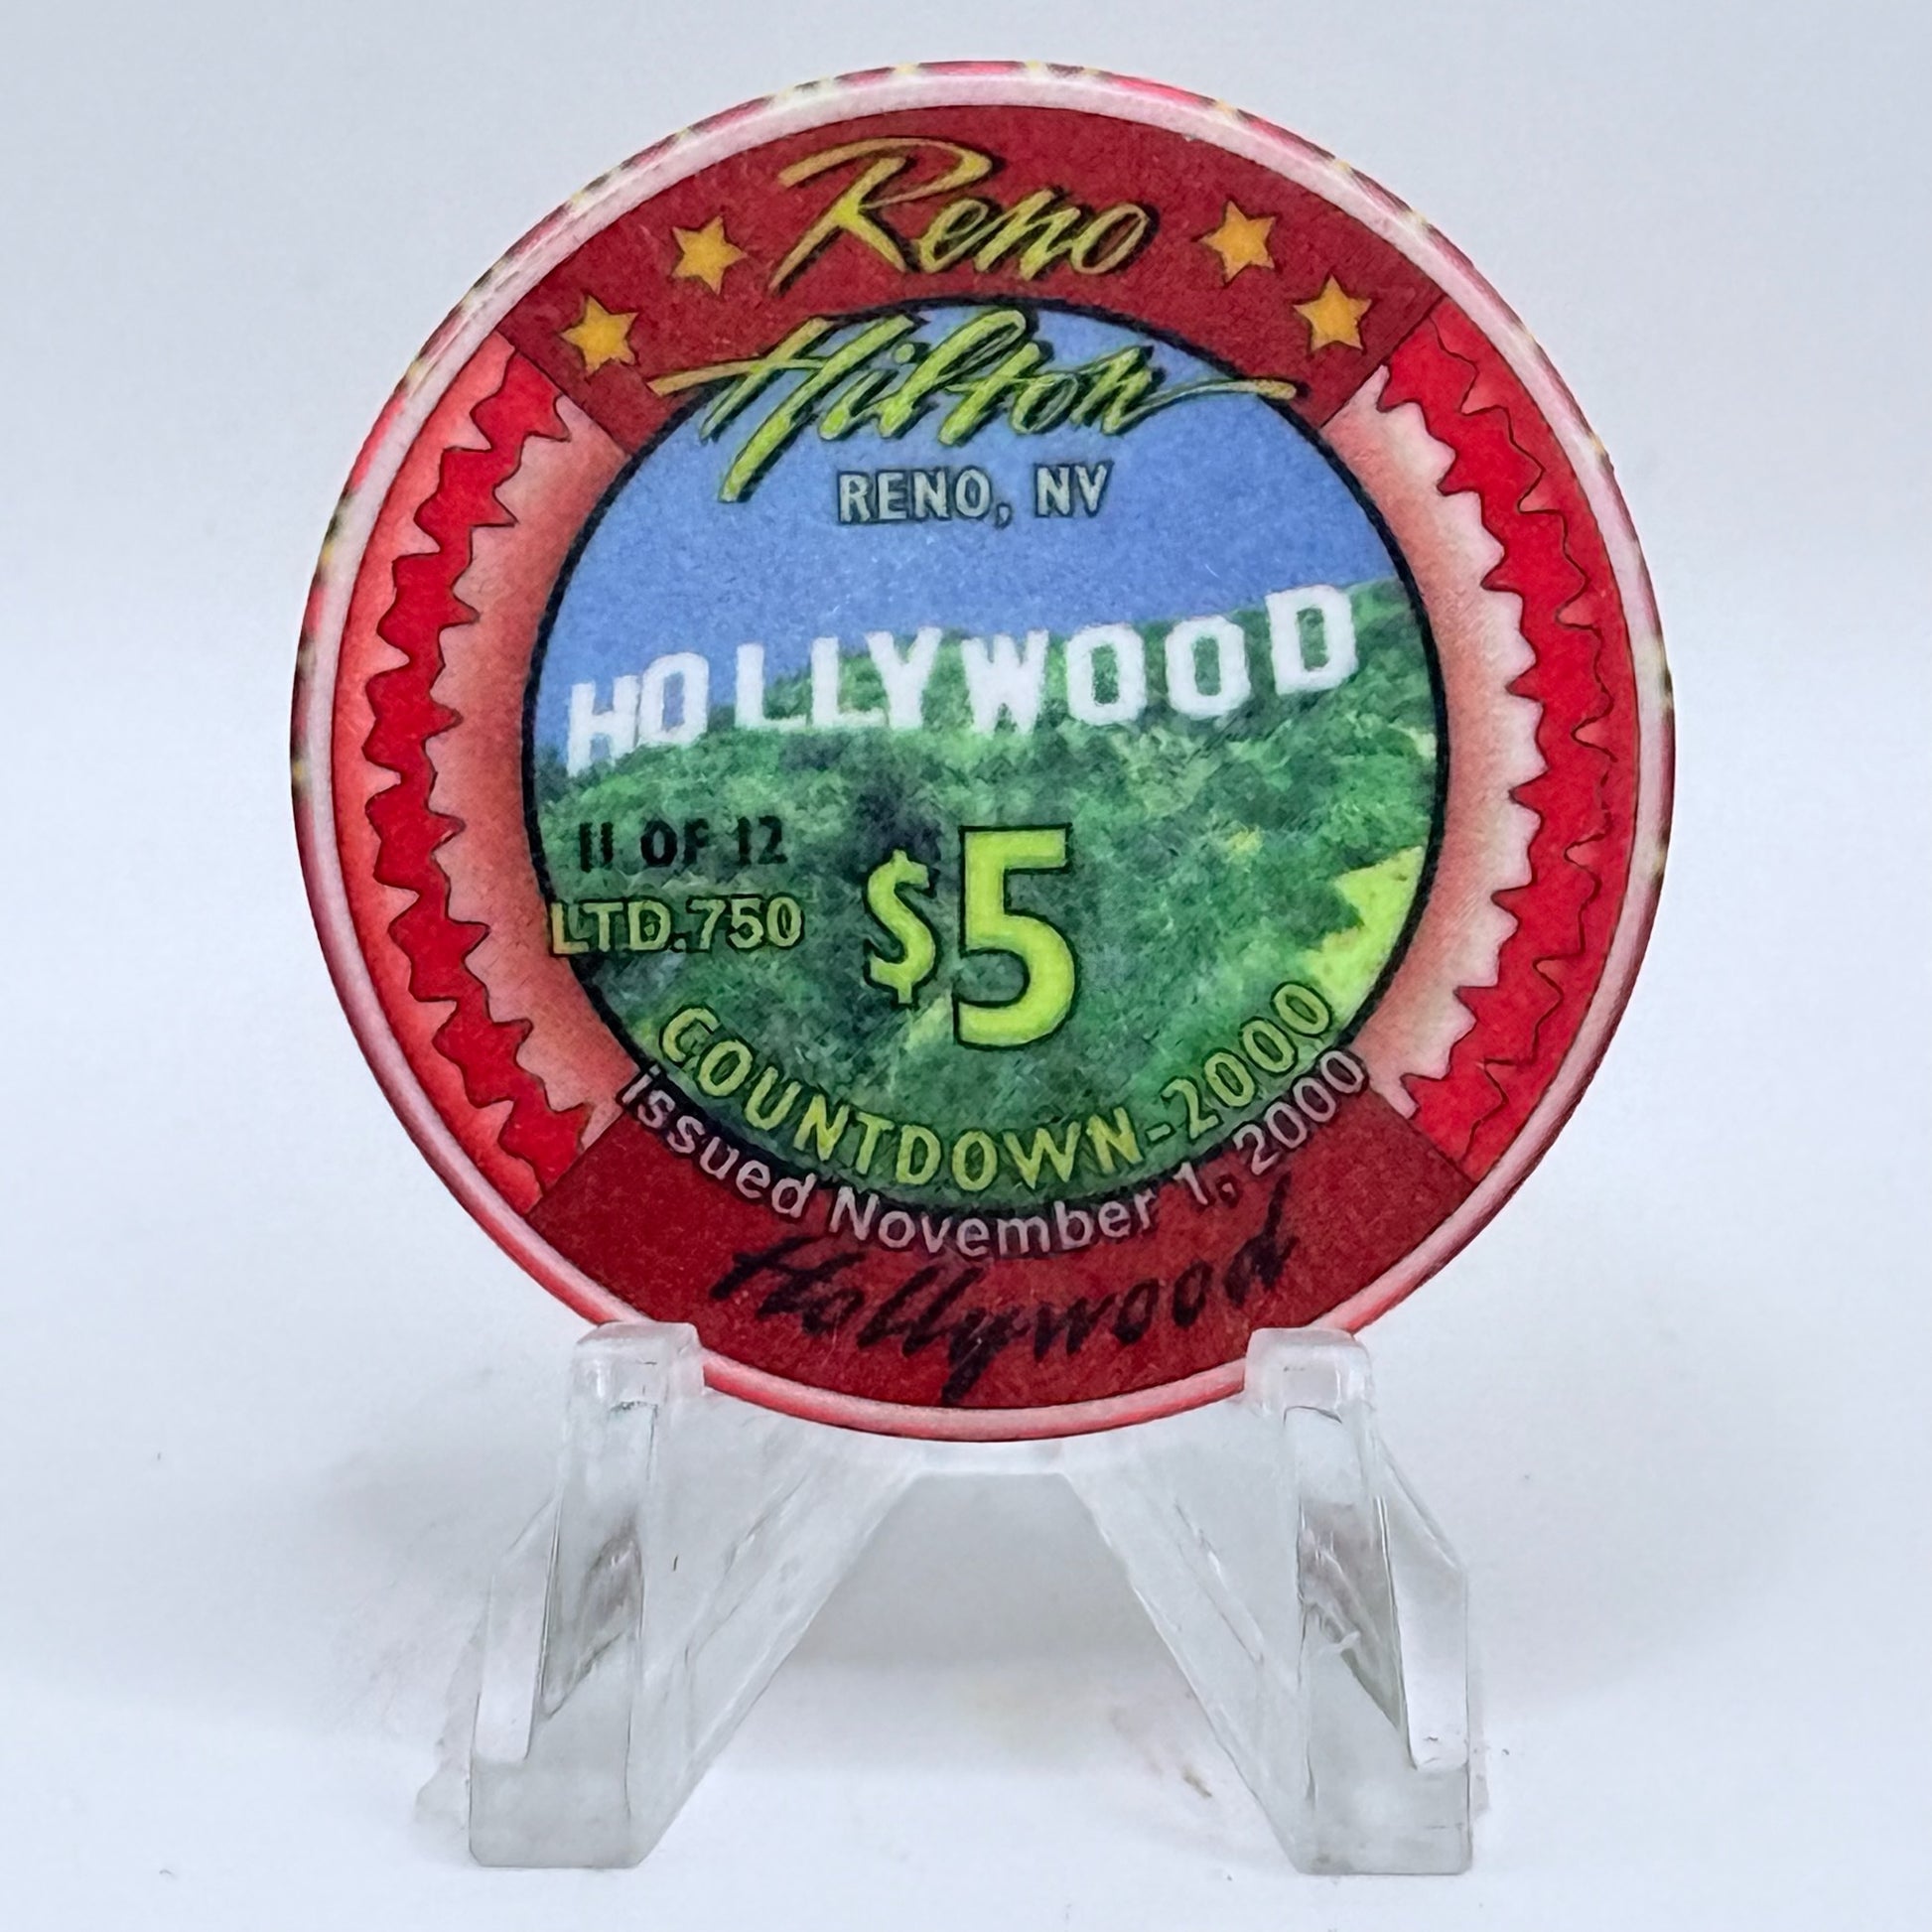 Reno
Hilton
RENO, NV
HOLLYWOOD
11 OF 12
LTD.750
$5
COUNTDOWN-2000
issued November 1, 2000
Hollywood